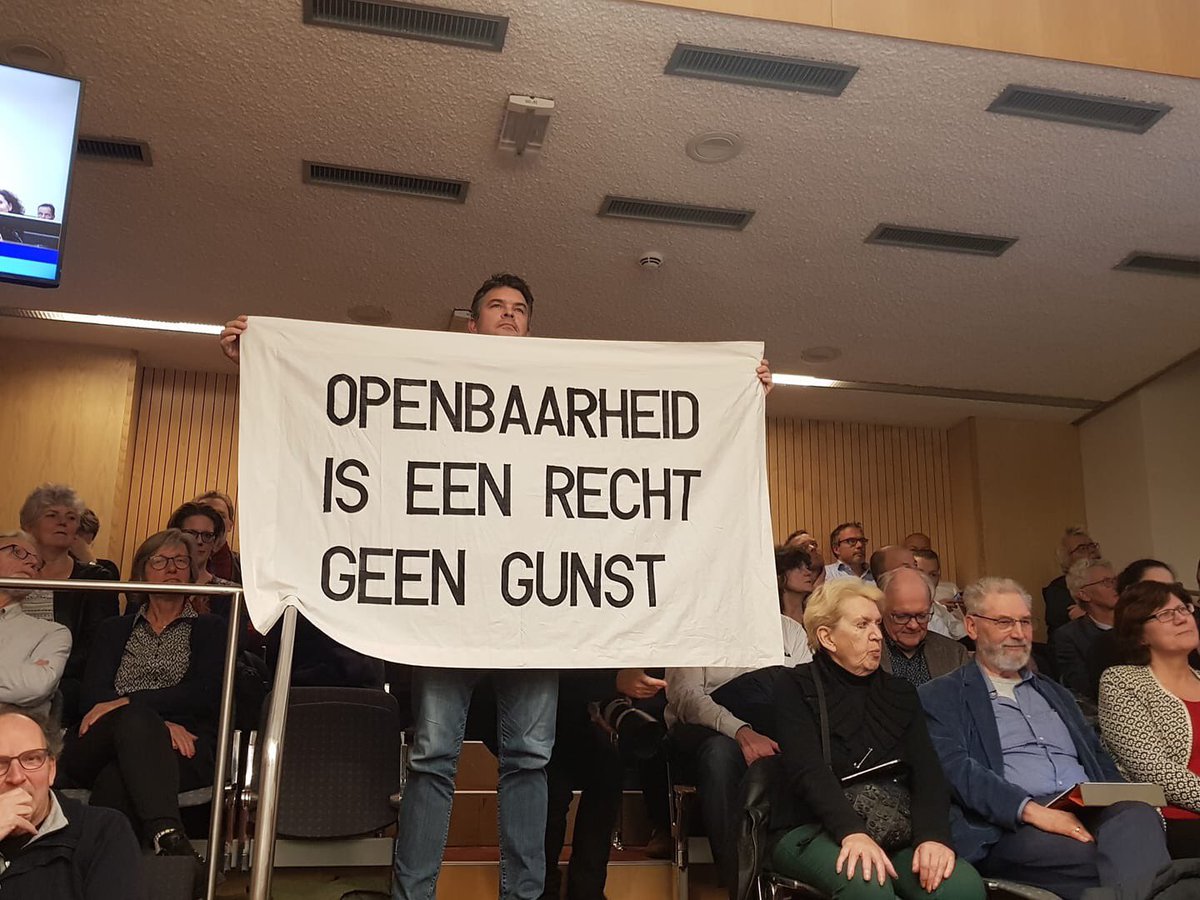 OPENBAARHEID
IS EEN RECHT
GEEN GUNST